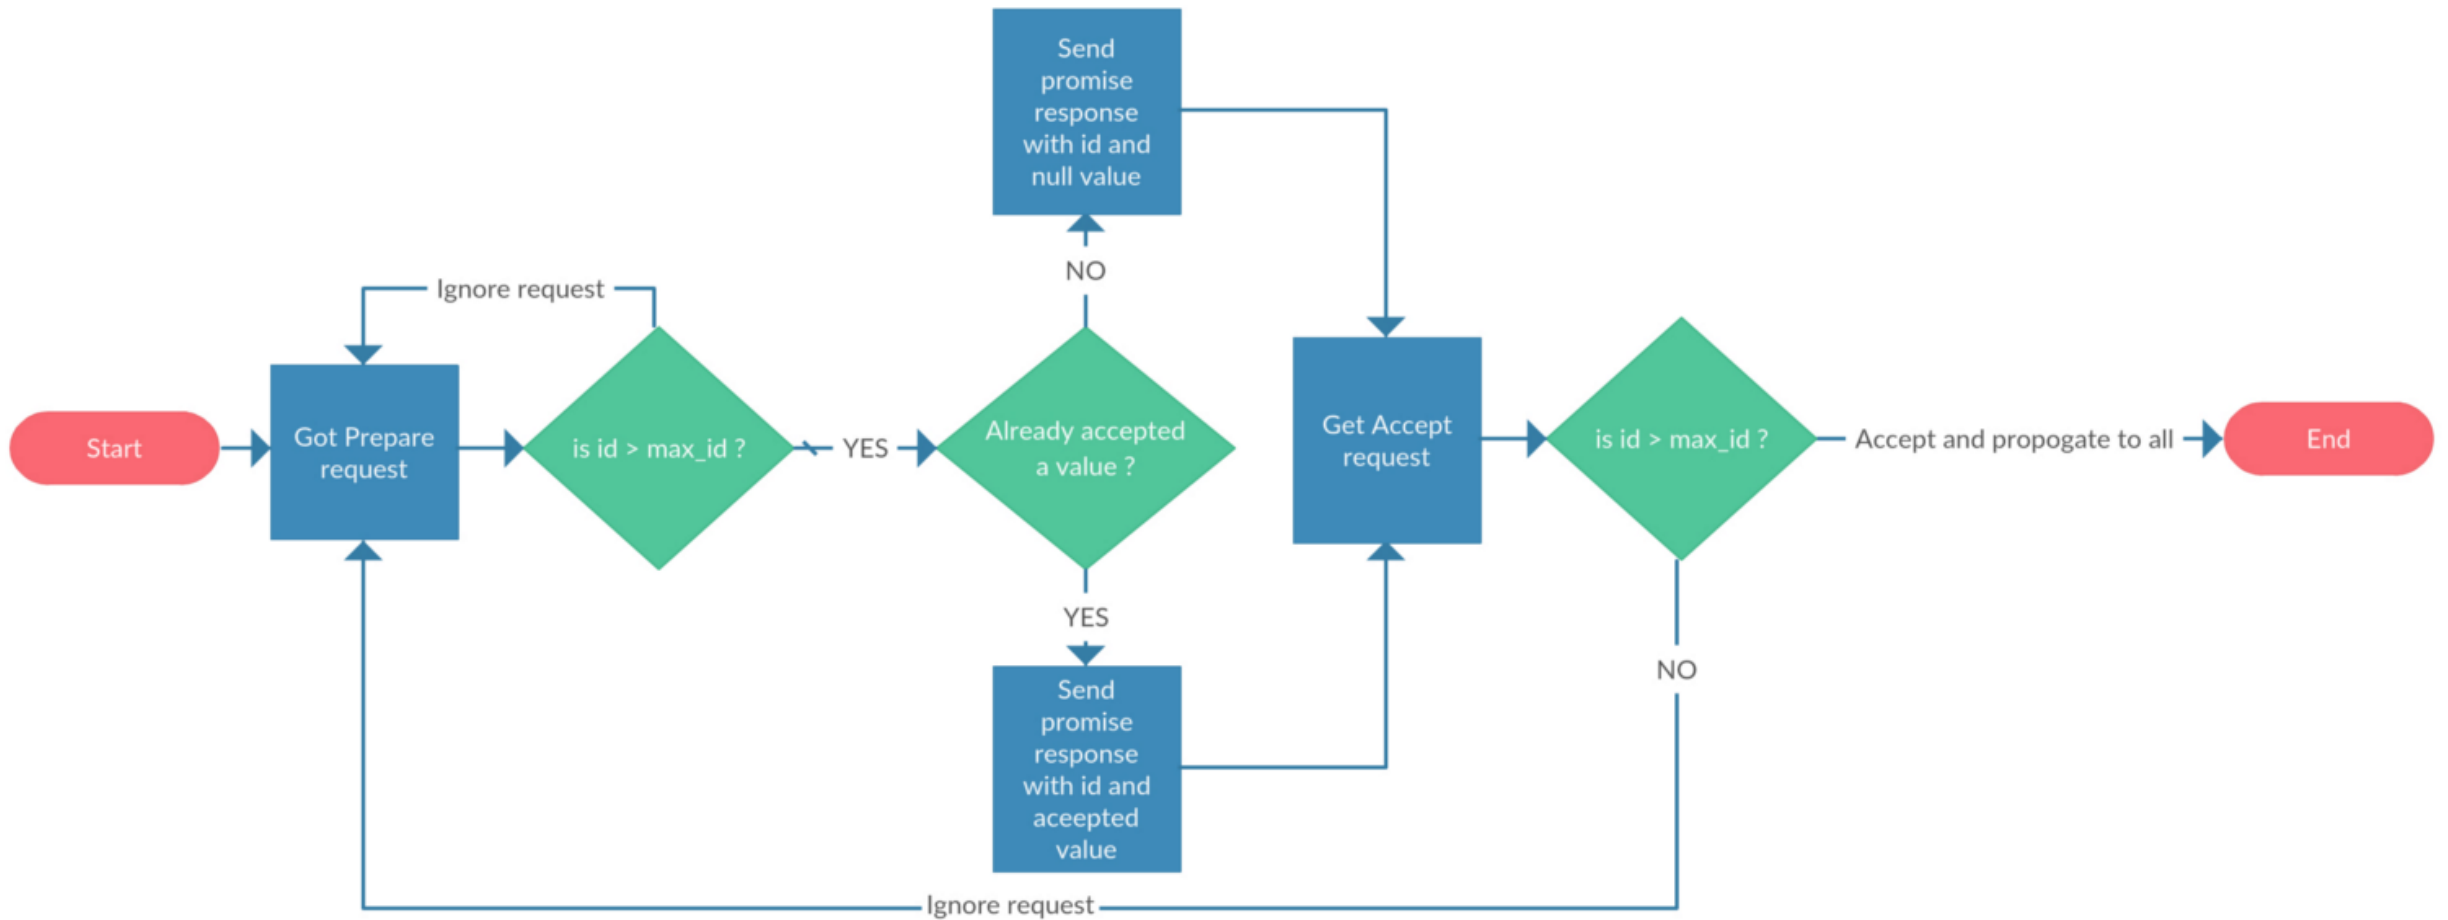 Start
Got Prepare
request
Ignore request
is id > max_id ?
YES
Already accepted
a value ?
NO
Send
promise
response
with id and
null value
YES
Send
promise
response
with id and
aceepted
value
Get Accept
request
is id > max_id ?
Accept and propogate to all
End
NO
Ignore request